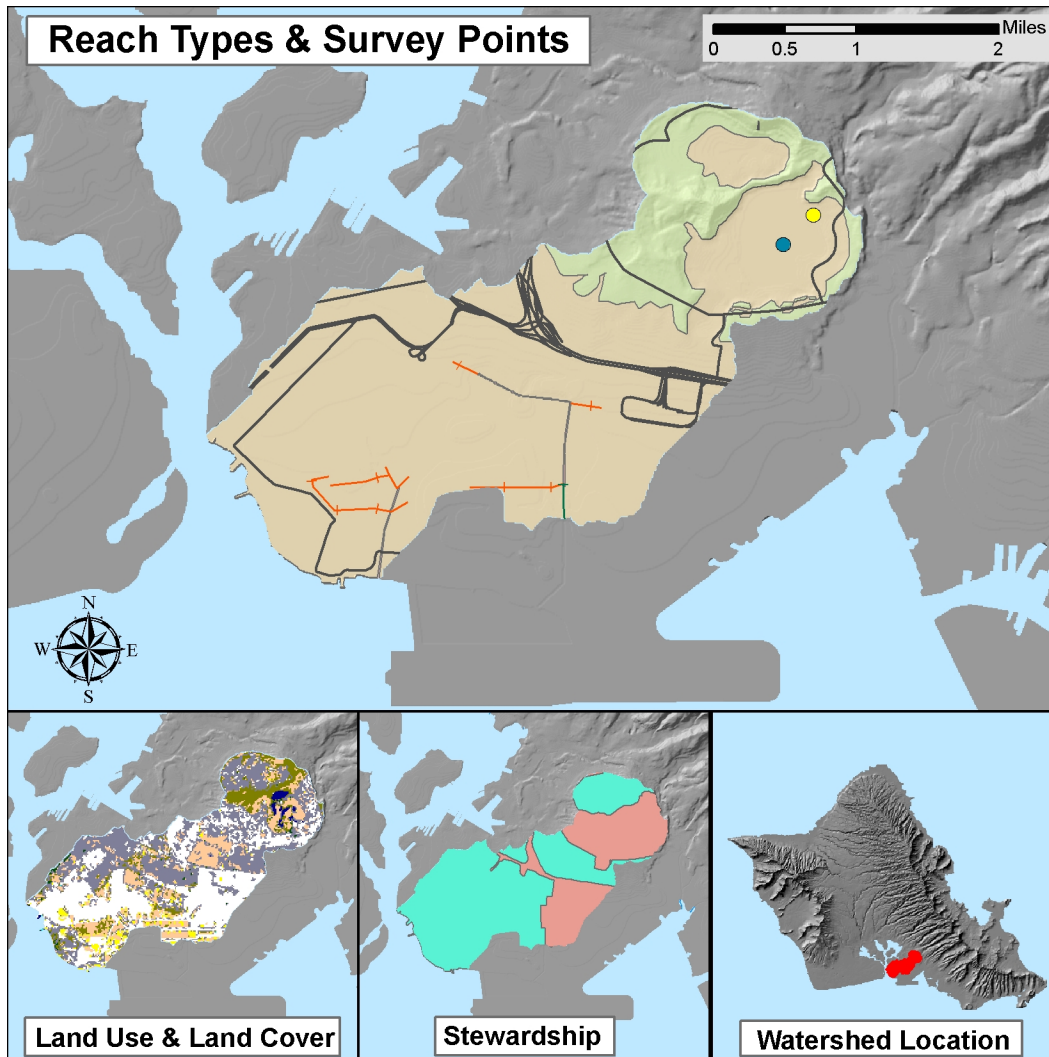 Reach Types & Survey Points
Miles
0 0.5 1 2
N
W E
S
Land Use & Land Cover
Stewardship
Watershed Location